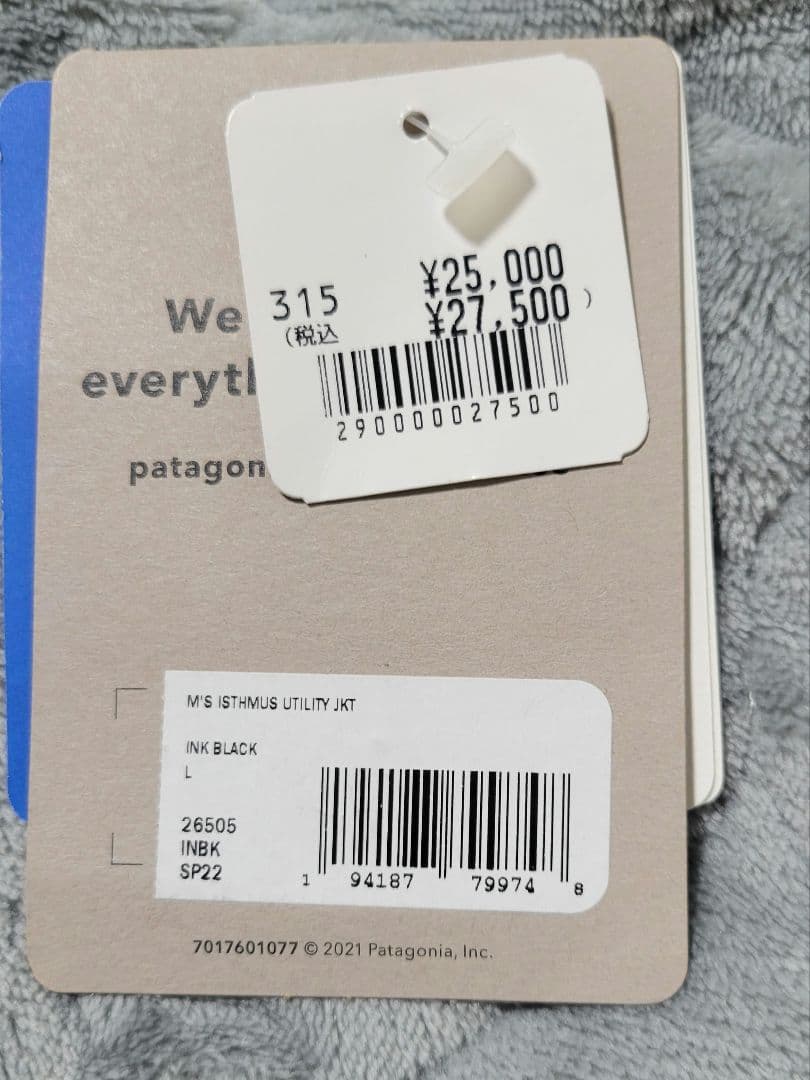 ¥25,000
315 ¥27,500
(税込 )
290000027500
We
patagon
M'S ISTHMUS UTILITY JKT
INK BLACK
L
26505
INBK
SP22
1 94187 79974 8
7017601077 © 2021 Patagonia, Inc.